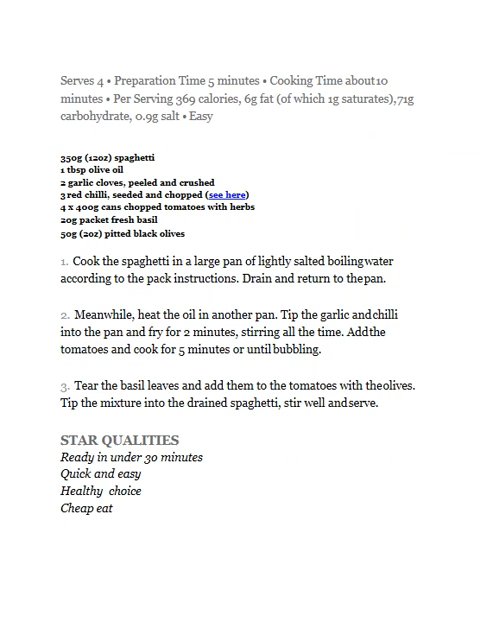 Serves 4 • Preparation Time 5 minutes • Cooking Time about10
minutes • Per Serving 369 calories, 6g fat (of which 1g saturates),71g
carbohydrate, 0.9g salt • Easy
350g (12oz) spaghetti
1 tbsp olive oil
2 garlic cloves, peeled and crushed
3 red chilli, seeded and chopped (see here)
4 x 400g cans chopped tomatoes with herbs
20g packet fresh basil
50g (2oz) pitted black olives
1. Cook the spaghetti in a large pan of lightly salted boilingwater
according to the pack instructions. Drain and return to thepan.
2. Meanwhile, heat the oil in another pan. Tip the garlic andchilli
into the pan and fry for 2 minutes, stirring all the time. Addthe
tomatoes and cook for 5 minutes or untilbubbling.
3. Tear the basil leaves and add them to the tomatoes with theolives.
Tip the mixture into the drained spaghetti, stir well andserve.
STAR QUALITIES
Ready in under 30 minutes
Quick and easy
Healthy choice
Cheap eat